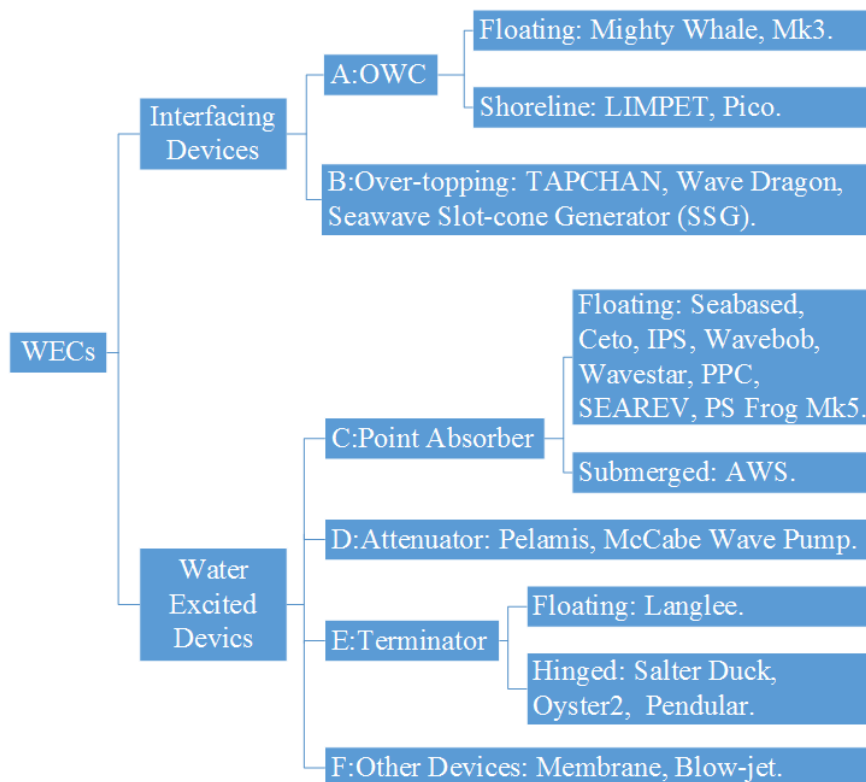 WECs
Interfacing
Devices
A:OWC
Floating: Mighty Whale, Mk3.
Shoreline: LIMPET, Pico.
B:Over-topping: TAPCHAN, Wave Dragon,
Seawave Slot-cone Generator (SSG).
Water
Excited
Devics
C:Point Absorber
Floating: Seabased,
Ceto, IPS, Wavebob,
Wavestar, PPC,
SEAREV, PS Frog Mk5.
Submerged: AWS.
D:Attenuator: Pelamis, McCabe Wave Pump.
E:Terminator
Floating: Langlee.
Hinged: Salter Duck,
Oyster2, Pendular.
F:Other Devices: Membrane, Blow-jet.